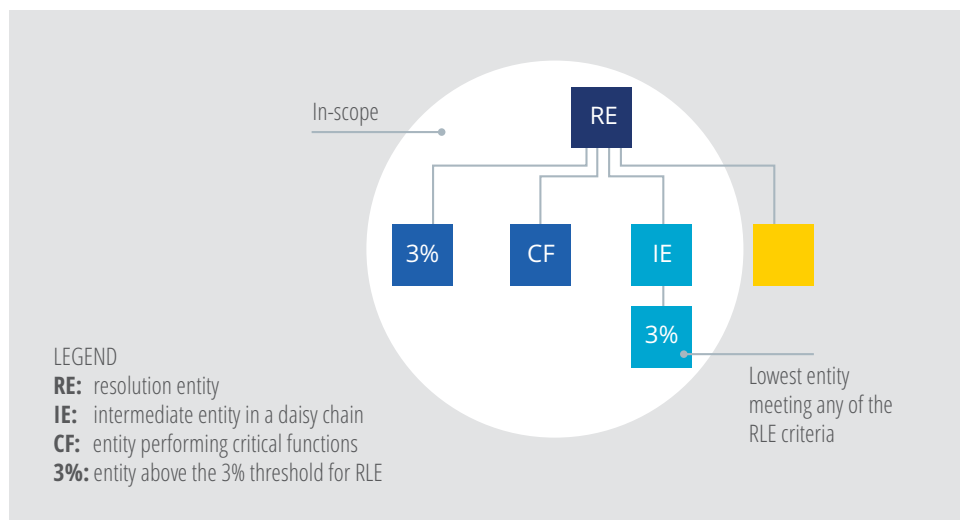 In-scope
RE
3%
CF
IE
3%
Lowest entity
meeting any of the
RLE criteria
LEGEND
RE: resolution entity
IE: intermediate entity in a daisy chain
CF: entity performing critical functions
3%: entity above the 3% threshold for RLE